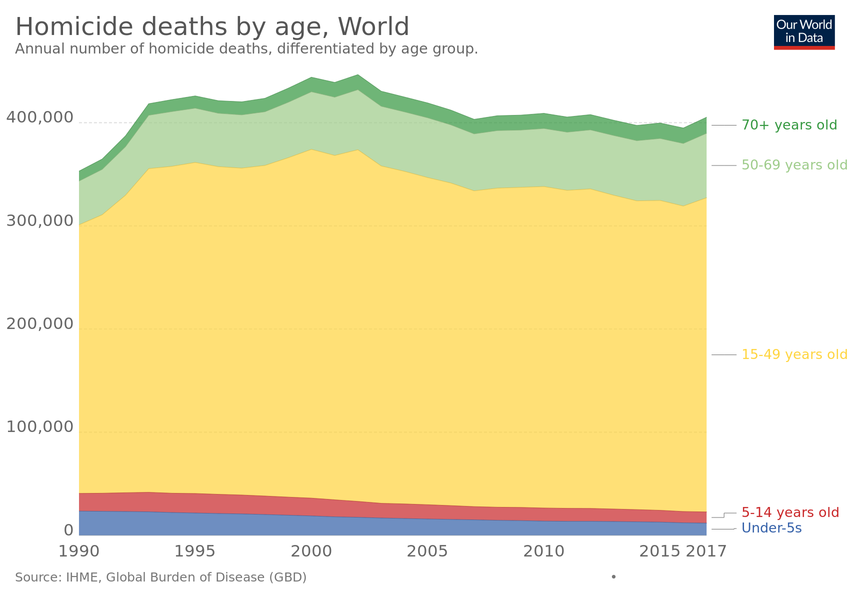 Homicide deaths by age, World
Annual number of homicide deaths, differentiated by age group.
Our World
in Data
400,000
300,000
200,000
100,000
0
70+ years old
50-69 years old
15-49 years old
5-14 years old
Under-5s
1990 1995 2000 2005 2010 2015 2017
Source: IHME, Global Burden of Disease (GBD)